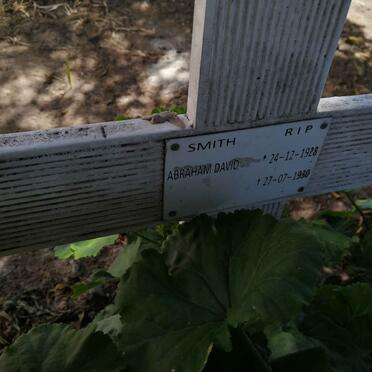 SMITH RIP
ABRAHAM DAVID * 24-12-1928
† 27-07-1980